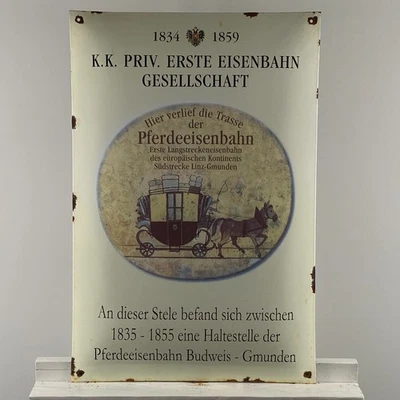 1834 1859
K.K. PRIV. ERSTE EISENBAHN
GESELLSCHAFT
Hier verlief die Trasse
der
Pferdeeisenbahn
Erste Langstreckeneisenbahn
des europäischen Kontinents
Südstrecke Linz-Gmunden
An dieser Stele befand sich zwischen
1835 - 1855 eine Haltestelle der
Pferdeeisenbahn Budweis - Gmunden